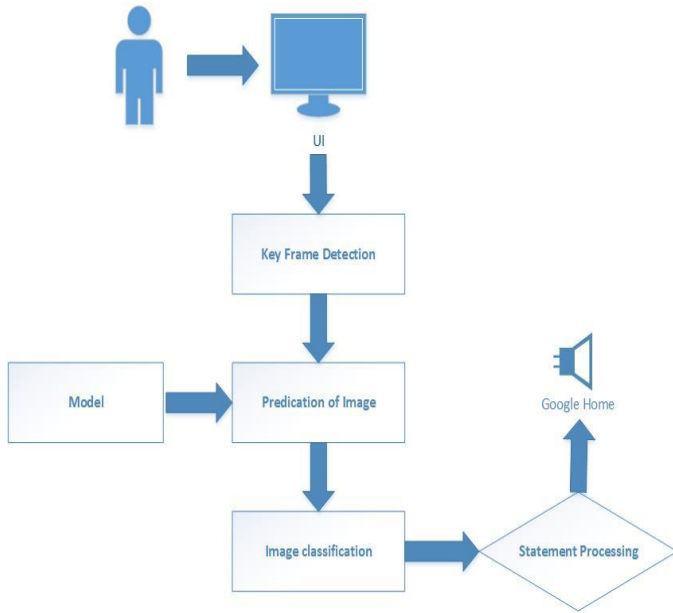 UI
Key Frame Detection
Model
Predication of Image
Google Home
Image classification
Statement Processing